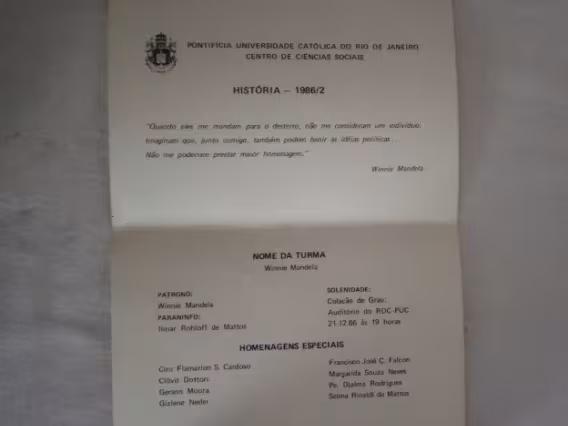 PONTIFÍCIA UNIVERSIDADE CATÓLICA DO RIO DE JANEIRO
CENTRO DE CIÊNCIAS SOCIAIS
HISTÓRIA – 1986/2
"Quando eles me mandam para o desterro, não me consideram um indivíduo.
Imaginam que, junto comigo, também podem banir as idéias políticas...
Não me poderiam prestar maior homenagem."
Winnie Mandela
NOME DA TURMA
Winnie Mandela
PATRONO:
Winnie Mandela
PARANINFO:
Ilmar Rohloff de Mattos
SOLENIDADE:
Colação de Grau:
Auditório do RDC-PUC
21.12.86 às 19 horas
HOMENAGENS ESPECIAIS
Ciro Flamarion S. Cardoso
Clóvis Dottori
Gerson Moura
Gizlene Neder
Francisco José C. Falcon
Margarida Souza Neves
Pe. Djalma Rodrigues
Selma Rinaldi de Mattos